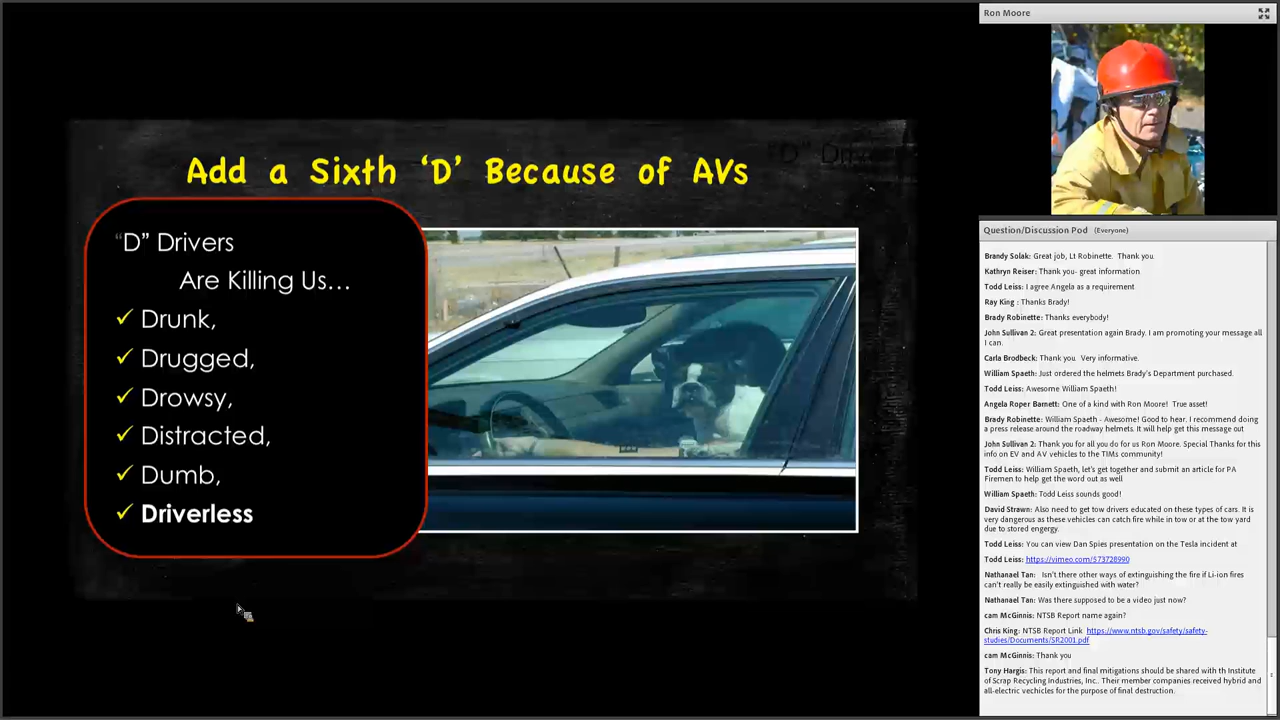 Ron Moore
Add a Sixth ‘D’ Because of AVs
“D” Drivers
Are Killing Us...
✓ Drunk,
✓ Drugged,
✓ Drowsy,
✓ Distracted,
✓ Dumb,
✓ Driverless
Question/Discussion Pod (Everyone)
Brandy Solak: Great job, Lt Robinette. Thank you.
Kathryn Reiser: Thank you- great information
Todd Leiss: I agree Angela as a requirement
Ray King : Thanks Brady!
Brady Robinette: Thanks everybody!
John Sullivan 2: Great presentation again Brady. I am promoting your message all
I can.
Carla Brodbeck: Thank you. Very informative.
William Spaeth: Just ordered the helmets Brady's Department purchased.
Todd Leiss: Awesome William Spaeth!
Angela Roper Barnett: One of a kind with Ron Moore! True asset!
Brady Robinette: William Spaeth - Awesome! Good to hear. I recommend doing
a press release around the roadway helmets. It will help get this message out
John Sullivan 2: Thank you for all you do for us Ron Moore. Special Thanks for this
info on EV and AV vehicles to the TIMs community!
Todd Leiss: William Spaeth, let's get together and submit an article for PA
Firemen to help get the word out as well
William Spaeth: Todd Leiss sounds good!
David Strawn: Also need to get tow drivers educated on these types of cars. It is
very dangerous as these vehicles can catch fire while in tow or at the tow yard
due to stored engergy.
Todd Leiss: You can view Dan Spies presentation on the Tesla incident at
Todd Leiss: https://vimeo.com/573728990
Nathanael Tan: Isn't there other ways of extinguishing the fire if Li-ion fires
can't really be easily extinguished with water?
Nathanael Tan: Was there supposed to be a video just now?
cam McGinnis: NTSB Report name again?
Chris King: NTSB Report Link https://www.ntsb.gov/safety/safety-
studies/Documents/SR2001.pdf
cam McGinnis: Thank you
Tony Hargis: This report and final mitigations should be shared with th Institute
of Scrap Recycling Industries, Inc.. Their member companies received hybrid and
all-electric vechicles for the purpose of final destruction.